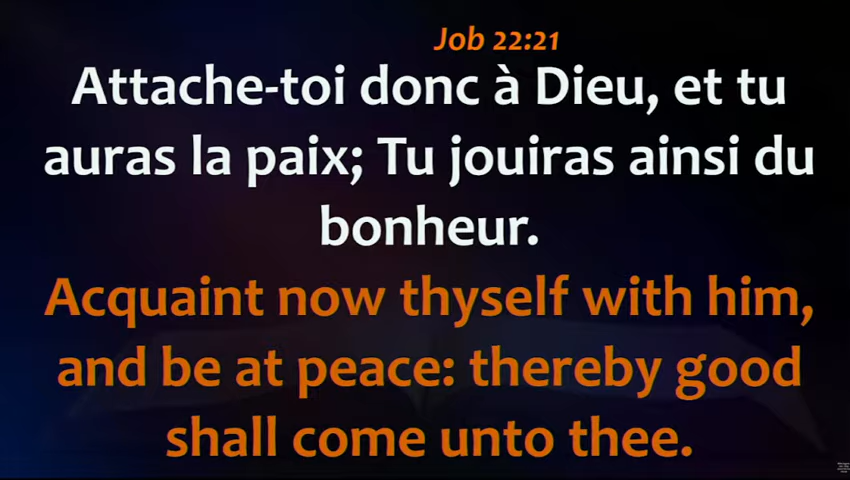 Job 22:21
Attache-toi donc à Dieu, et tu
auras la paix; Tu jouiras ainsi du
bonheur.
Acquaint now thyself with him,
and be at peace: thereby good
shall come unto thee.